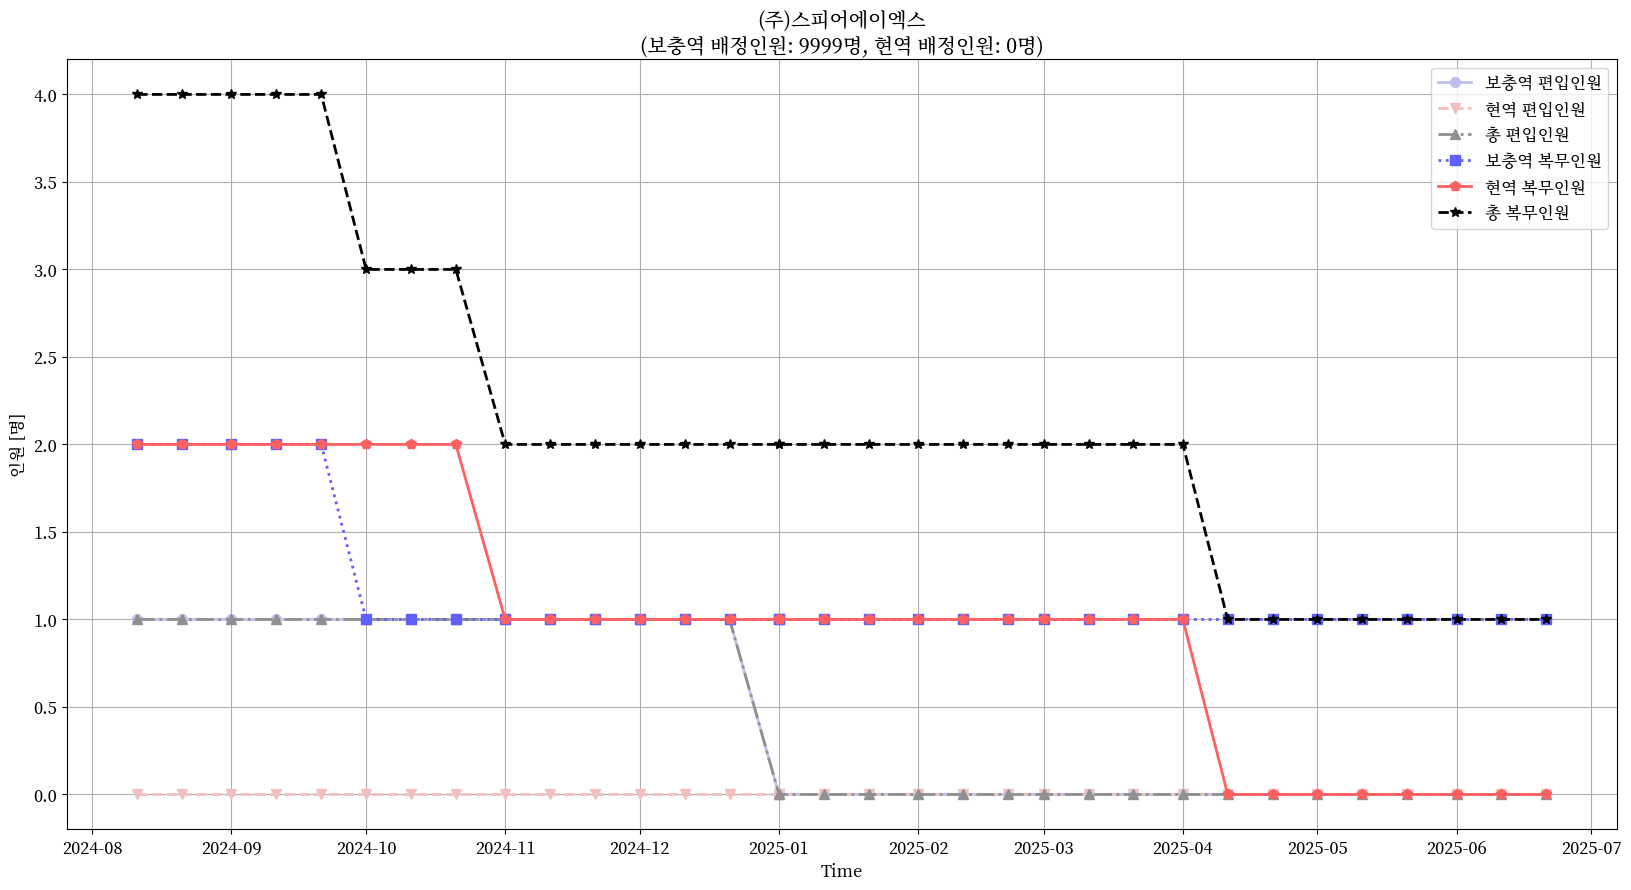 (주)스피어에이엑스
(보충역 배정인원: 9999명, 현역 배정인원: 0명)
보충역 편입인원
현역 편입인원
총 편입인원
보충역 복무인원
현역 복무인원
총 복무인원
4.0
3.5
3.0
2.5
2.0
1.5
1.0
0.5
0.0
인원 [명]
2024-08 2024-09 2024-10 2024-11 2024-12 2025-01 2025-02 2025-03 2025-04 2025-05 2025-06 2025-07
Time